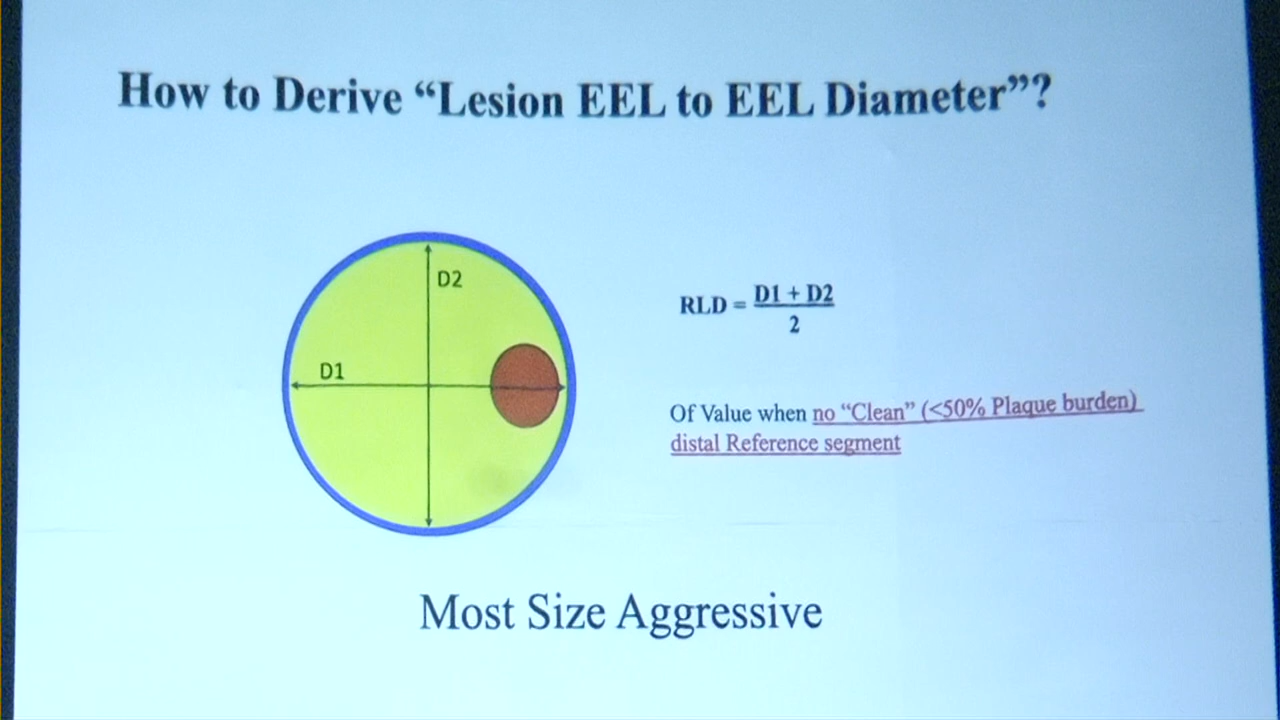 How to Derive “Lesion EEL to EEL Diameter”?
D2
D1
RLD = D1 + D2
2
Of Value when no “Clean” (<50% Plaque burden)
distal Reference segment
Most Size Aggressive